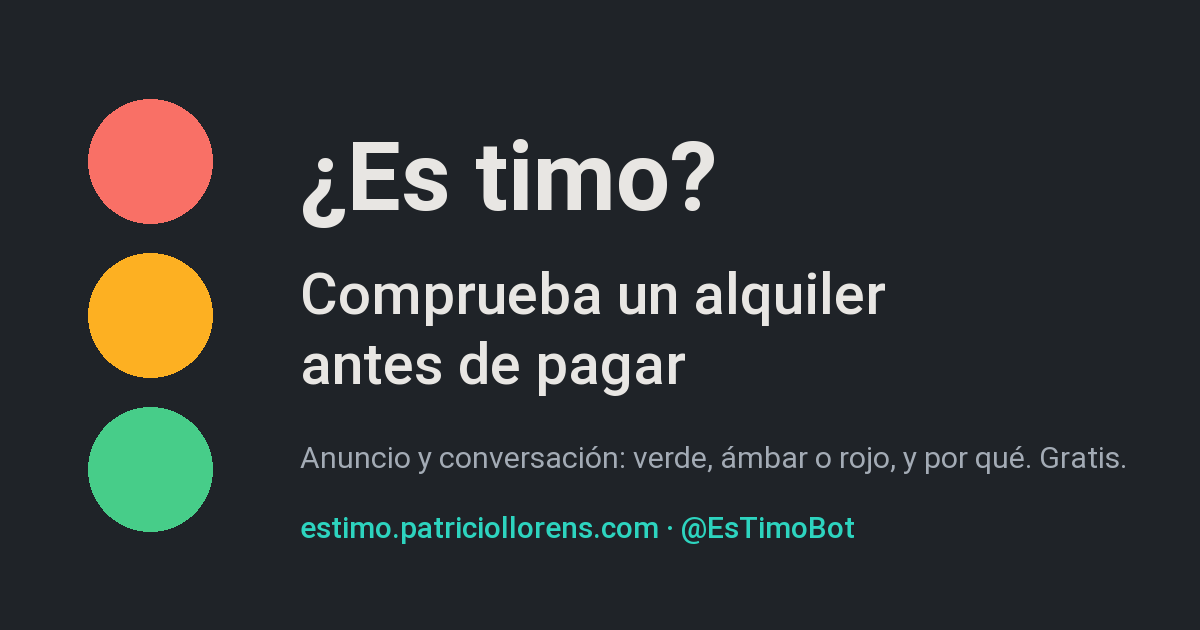 ¿Es timo?
Comprueba un alquiler
antes de pagar
Anuncio y conversación: verde, ámbar o rojo, y por qué. Gratis.
estimo.patriciollorens.com · @EsTimoBot